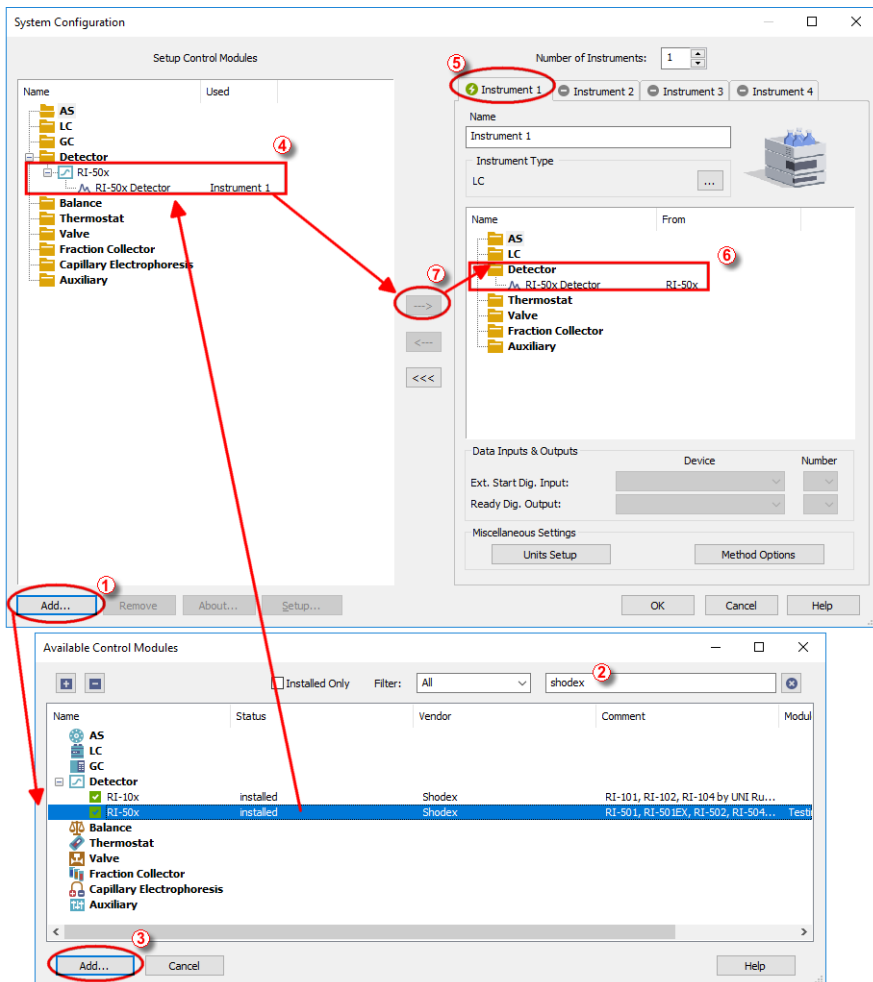 System Configuration
Setup Control Modules
Number of Instruments: 1
Name Used
AS
LC
GC
Detector
RI-50x
RI-50x Detector Instrument 1
Balance
Thermostat
Valve
Fraction Collector
Capillary Electrophoresis
Auxiliary
4
5
Instrument 1 Instrument 2 Instrument 3 Instrument 4
Name
Instrument 1
Instrument Type
LC ...
Name From
AS
LC
Detector
RI-50x Detector RI-50x
Thermostat
Valve
Fraction Collector
Auxiliary
6
7
--->
<---
<<<
Data Inputs & Outputs
Device Number
Ext. Start Dig. Input:
Ready Dig. Output:
Miscellaneous Settings
Units Setup Method Options
1
Add... Remove About... Setup... OK Cancel Help
Available Control Modules
Installed Only Filter: All shodex
2
Name Status Vendor Comment Modul
AS
LC
GC
Detector
RI-10x installed Shodex RI-101, RI-102, RI-104 by UNI Ru...
RI-50x installed Shodex RI-501, RI-501EX, RI-502, RI-504... Testi
Balance
Thermostat
Valve
Fraction Collector
Capillary Electrophoresis
Auxiliary
3
Add... Cancel Help